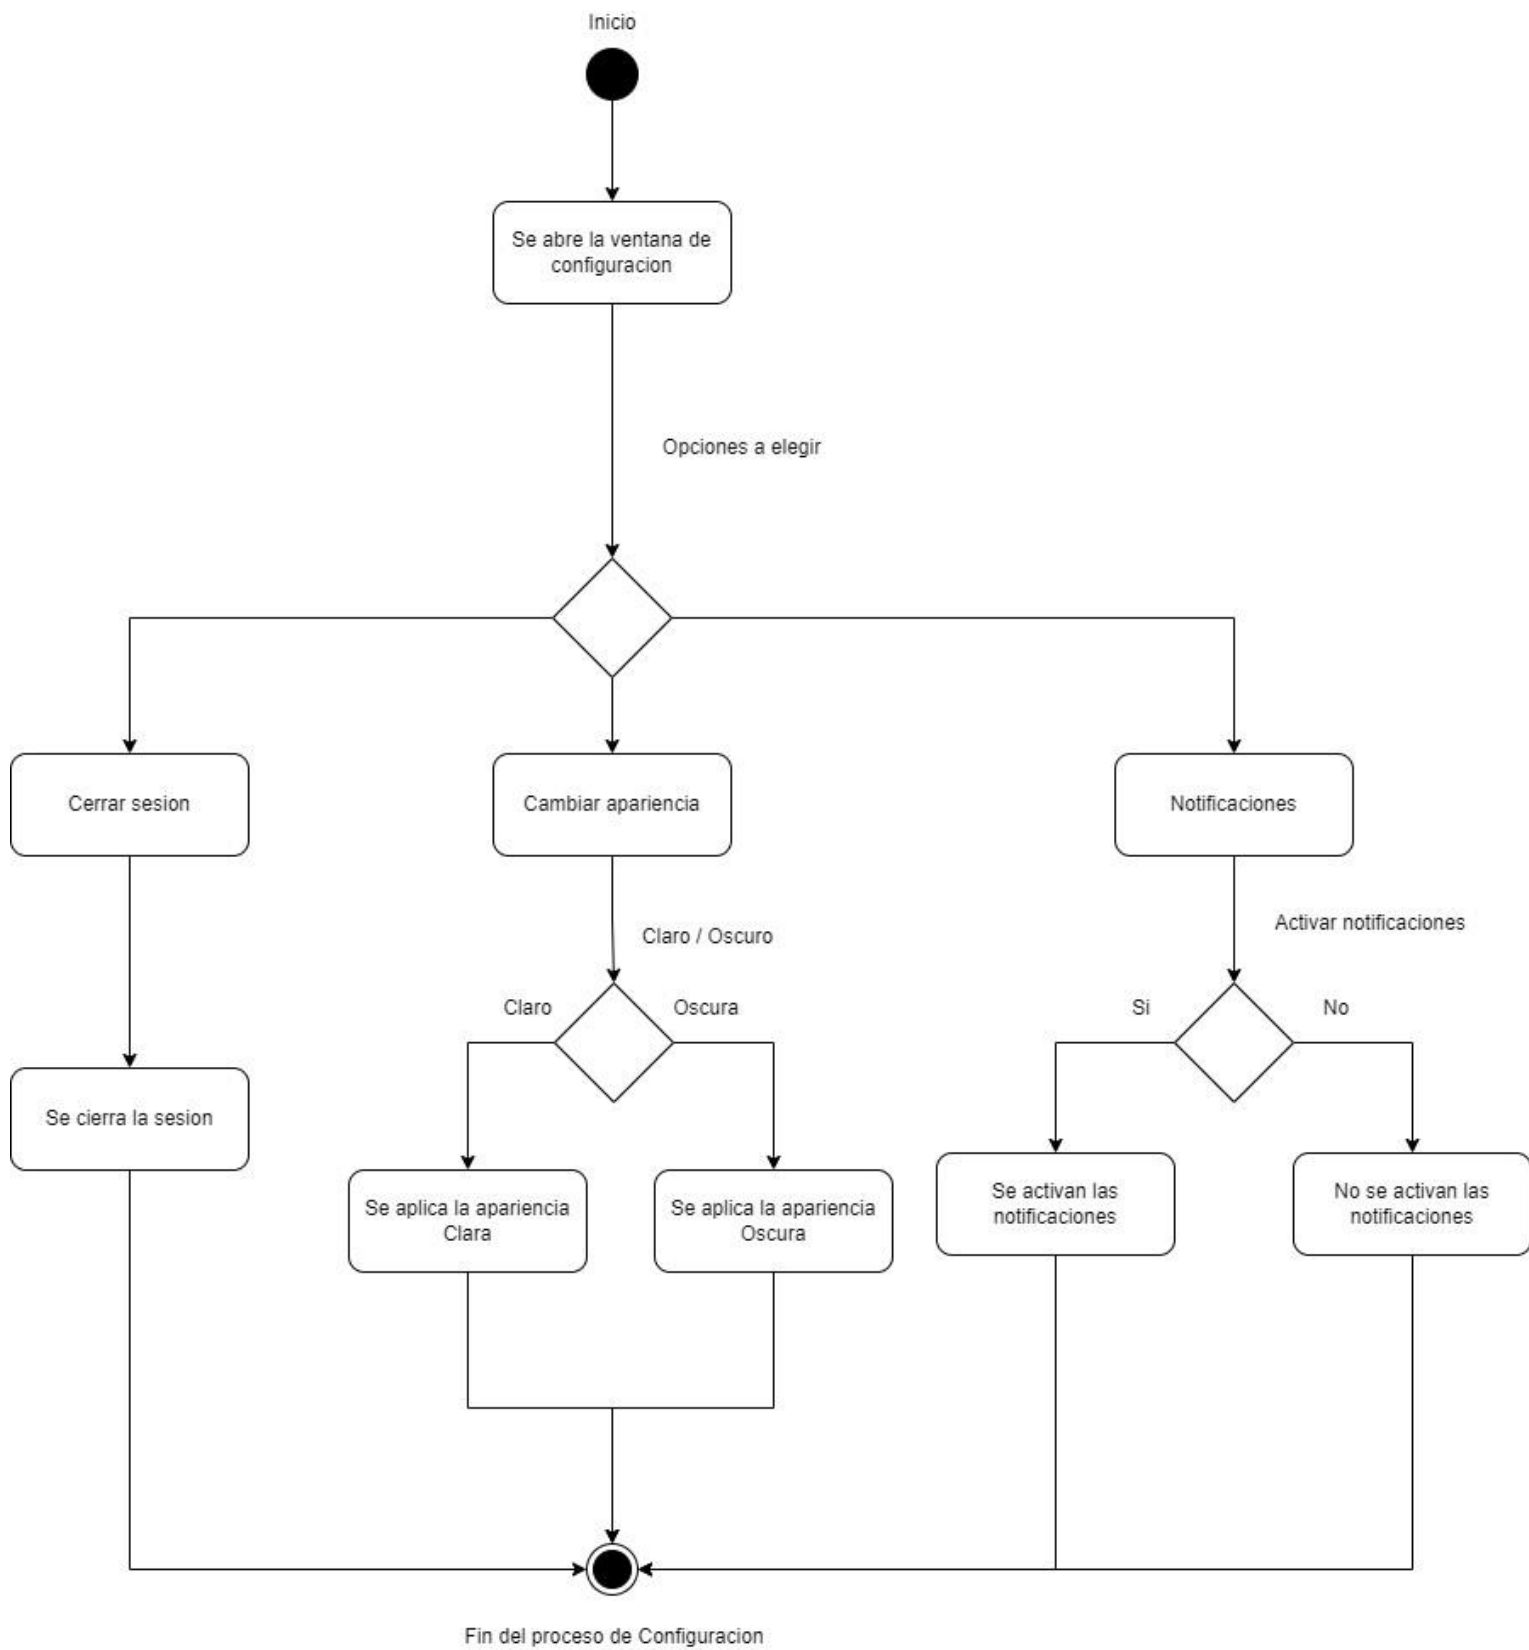 Inicio
Se abre la ventana de
configuracion
Opciones a elegir
Cerrar sesion
Cambiar apariencia
Notificaciones
Activar notificaciones
Claro / Oscuro
Claro
Oscura
Si
No
Se cierra la sesion
Se aplica la apariencia
Clara
Se aplica la apariencia
Oscura
Se activan las
notificaciones
No se activan las
notificaciones
Fin del proceso de Configuracion